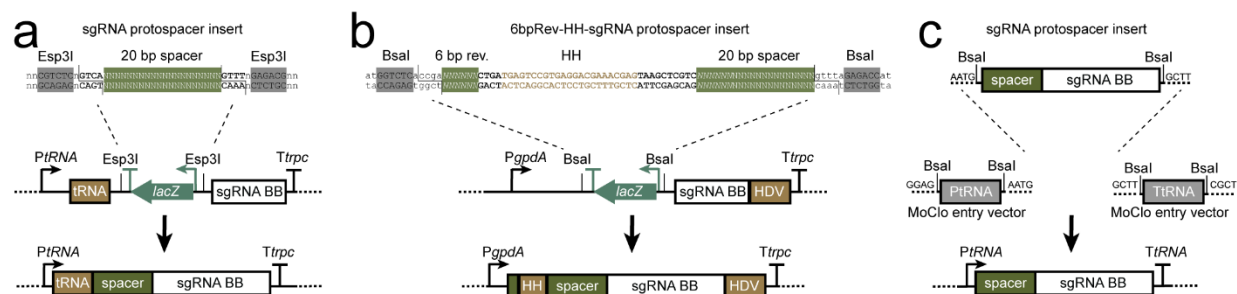 a
sgRNA protospacer insert
Esp3I 20 bp spacer Esp3I
nnCGTCTCnGTCANNNNNNNNNNNNNNNNNNNNGTTTnGAGACGnn
nnGCAGAGnCAGTNNNNNNNNNNNNNNNNNNNNCAAAnCTCTGCnn
PtRNA Esp3I Esp3I Ttrpc
tRNA lacZ sgRNA BB
PtRNA Ttrpc
tRNA spacer sgRNA BB
b
6bpRev-HH-sgRNA protospacer insert
BsaI 6 bp rev. HH 20 bp spacer BsaI
atGGTCTCaccgaNNNNNNCTGATGAGTCCGTGAGGACGAAACGAGTAAGCTCGTCNNNNNNNNNNNNNNNNNNNNgtttaGAGACCat
taCCAGAGtggctNNNNNNGACTACTCAGGCACTCCTGCTTTGCTCATTCGAGCAGNNNNNNNNNNNNNNNNNNNNcaaatCTCTGGta
PgpdA BsaI BsaI Ttrpc
lacZ sgRNA BB HDV
PgpdA Ttrpc
HH spacer sgRNA BB HDV
c
sgRNA protospacer insert
BsaI BsaI
AATG spacer sgRNA BB GCTT
BsaI BsaI BsaI BsaI
GGAG PtRNA AATG GCTT TtRNA CGCT
MoClo entry vector MoClo entry vector
PtRNA TtRNA
spacer sgRNA BB